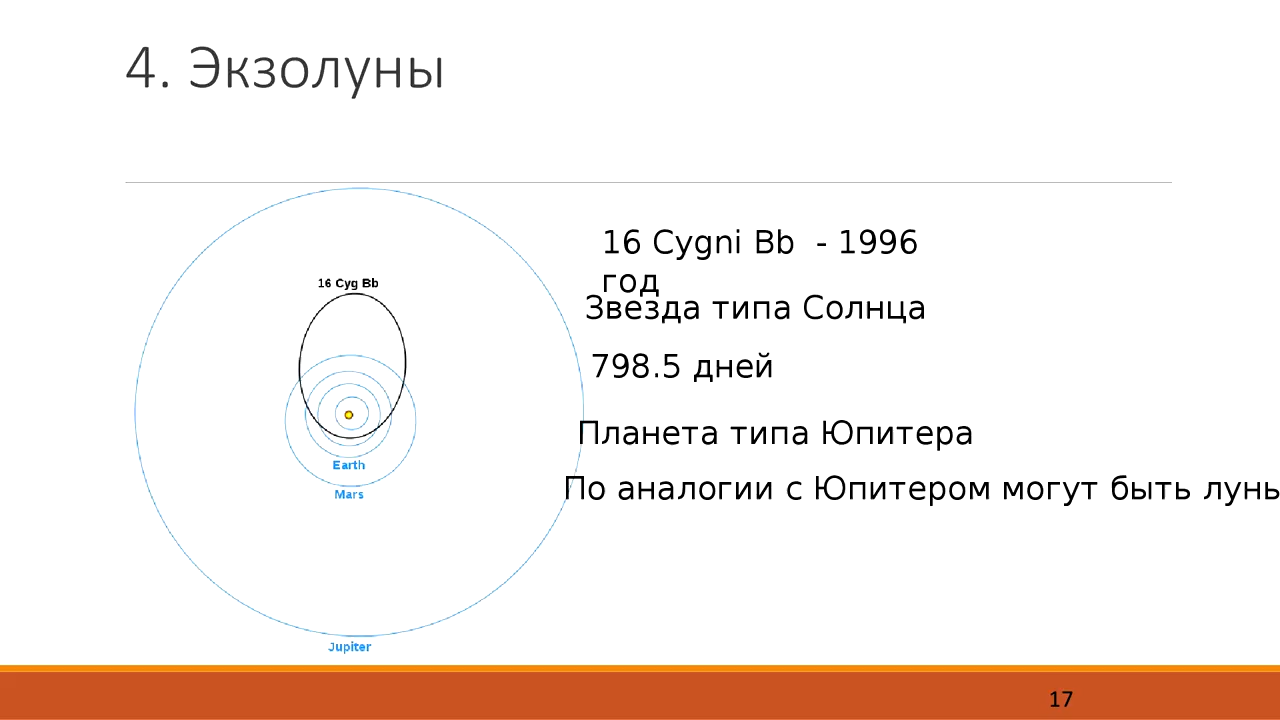 4. Экзолуны
16 Cyg Bb
Earth
Mars
Jupiter
16 Cygni Bb - 1996
год
Звезда типа Солнца
798.5 дней
Планета типа Юпитера
По аналогии с Юпитером могут быть
17